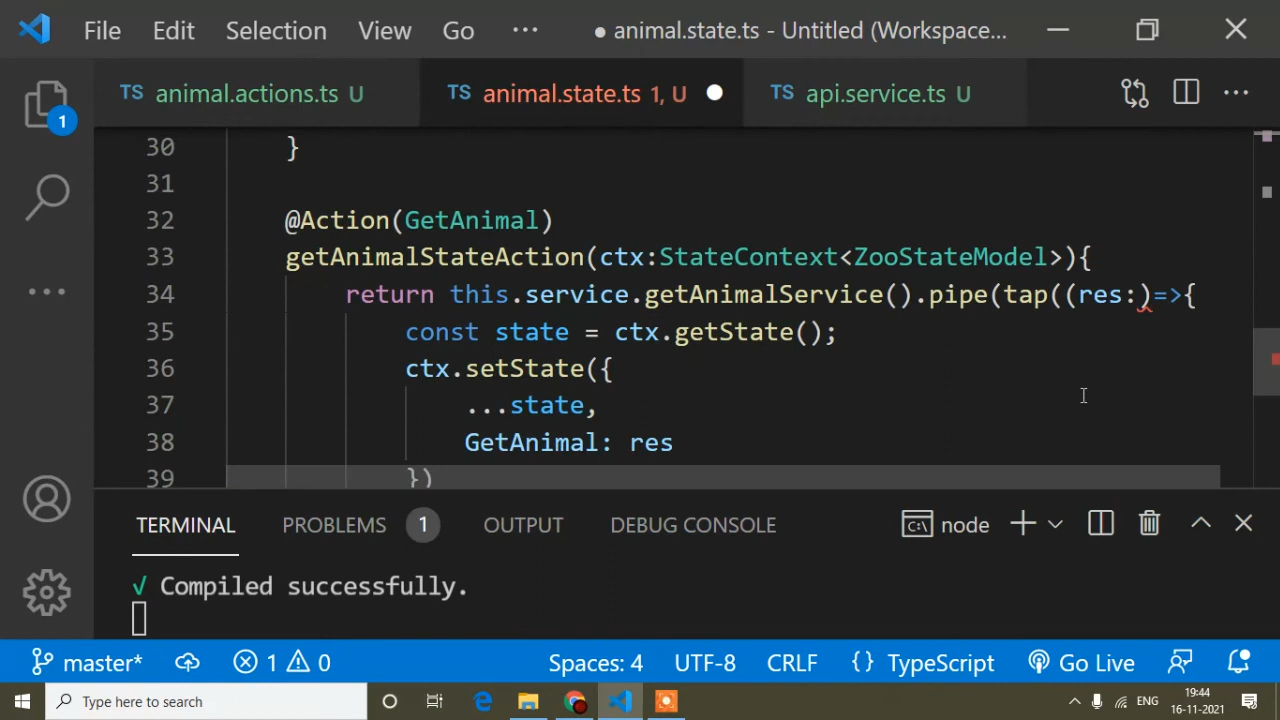 File Edit Selection View Go ··· ● animal.state.ts - Untitled (Workspace...
TS animal.actions.ts U TS animal.state.ts 1, U ● TS api.service.ts U ···
1
30 }
31
32 @Action(GetAnimal)
33 getAnimalStateAction(ctx:StateContext<ZooStateModel>){
34 return this.service.getAnimalService().pipe(tap((res:)=>{
35 const state = ctx.getState();
36 ctx.setState({
37 ...state,
38 GetAnimal: res
39 })
TERMINAL PROBLEMS 1 OUTPUT DEBUG CONSOLE node
√ Compiled successfully.
master* 1 0 Spaces: 4 UTF-8 CRLF {} TypeScript Go Live
Type here to search ENG 19:44
16-11-2021